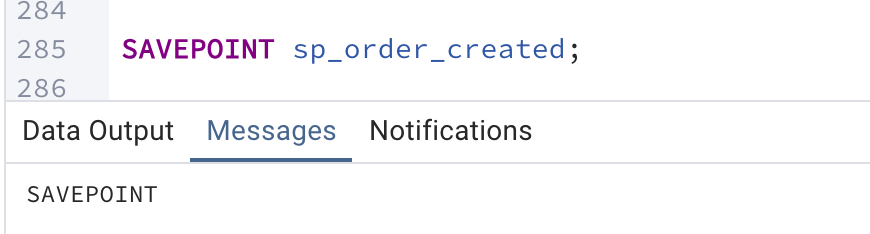 284
285 SAVEPOINT sp_order_created;
286
Data Output Messages Notifications
SAVEPOINT